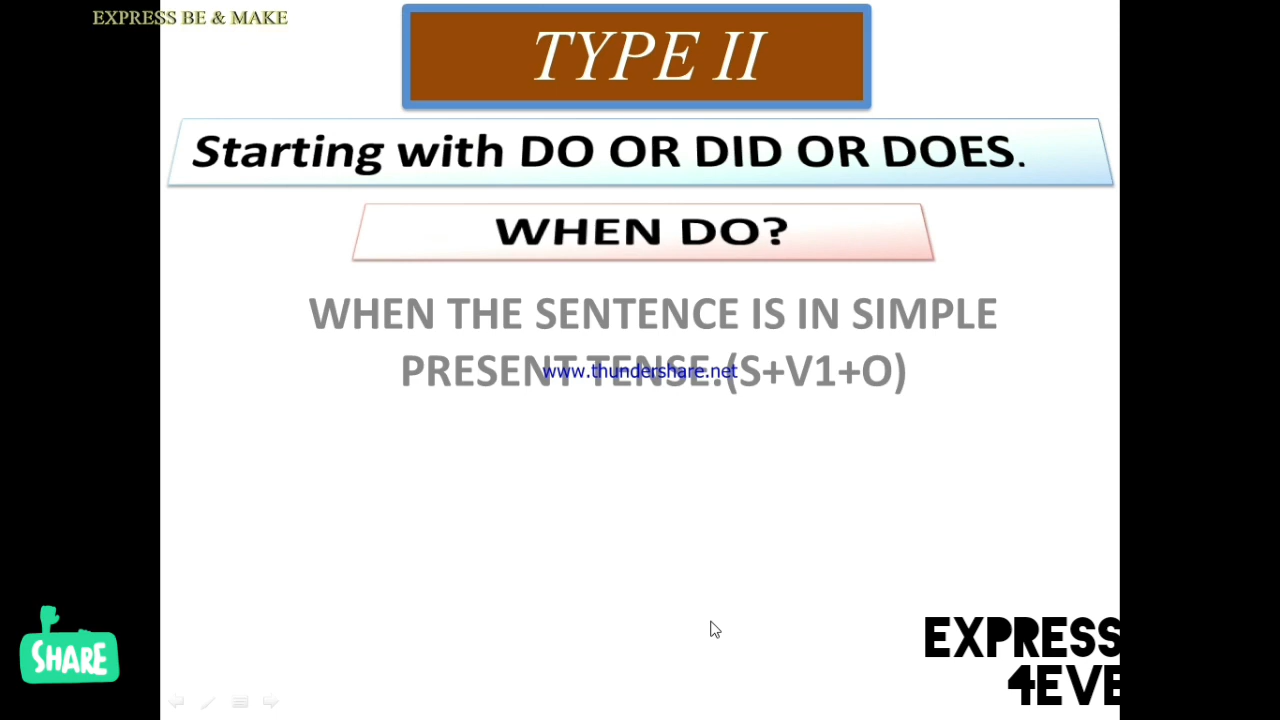 EXPRESS BE & MAKE
TYPE II
Starting with DO OR DID OR DOES.
WHEN DO?
WHEN THE SENTENCE IS IN SIMPLE
PRESENT TENSE.(S+V1+O)
www.thundershare.net
SHARE
EXPRESS
4EVE